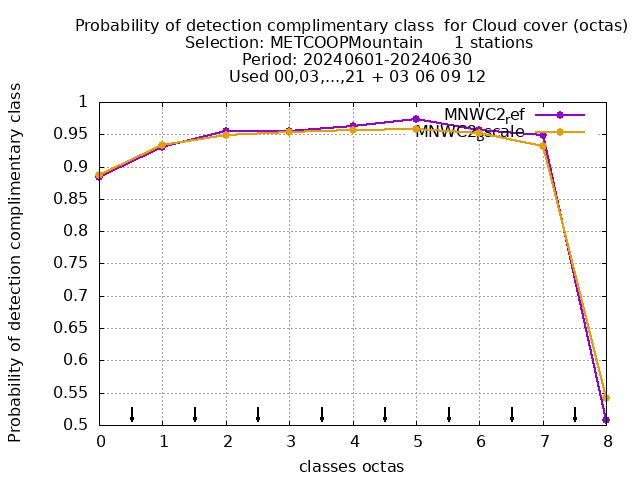 Probability of detection complimentary class  for Cloud cover (octas)
Selection: METCOOPMountain      1 stations
Period: 20240601-20240630
Used 00,03,...,21 + 03 06 09 12
Probability of detection complimentary class
1
0.95
0.9
0.85
0.8
0.75
0.7
0.65
0.6
0.55
0.5
MNWC2ref
MNWC2Bscale
0 1 2 3 4 5 6 7 8
classes octas